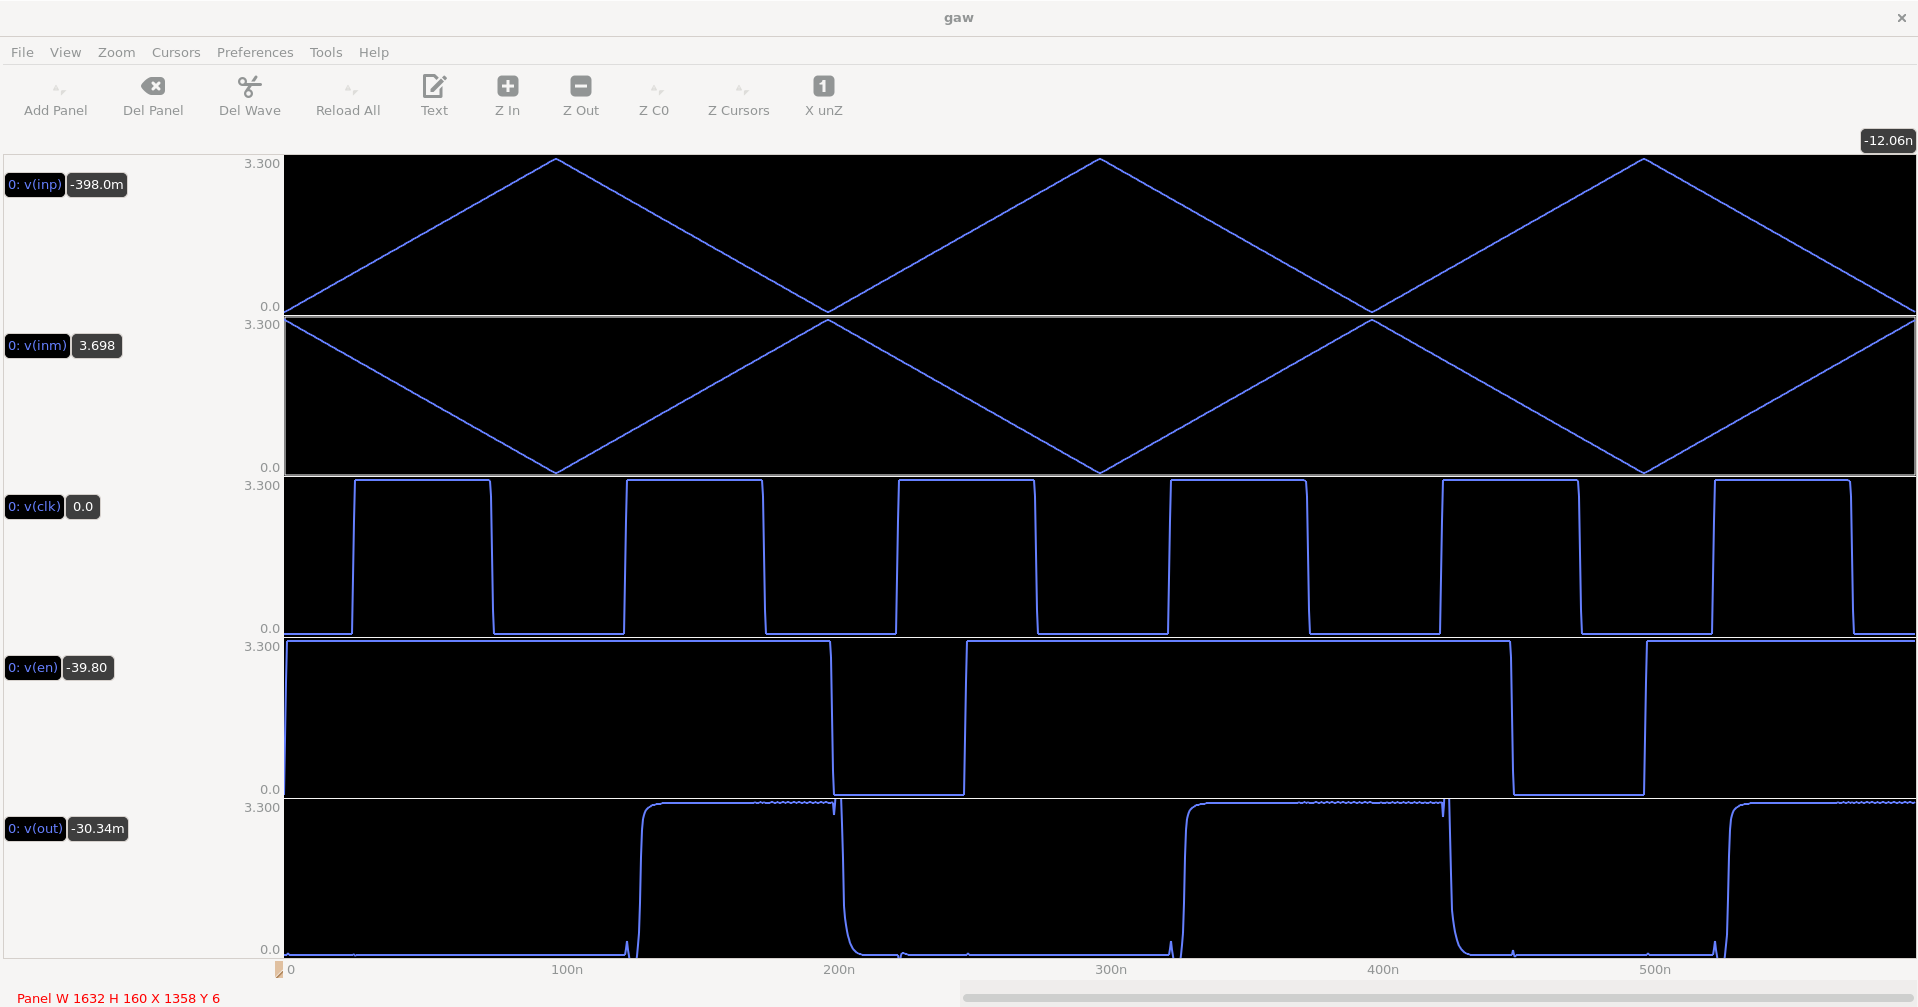 gaw
File View Zoom Cursors Preferences Tools Help
Add Panel Del Panel Del Wave Reload All Text Z In Z Out Z C0 Z Cursors X unZ
1
-12.06n
3.300
0: v(inp) -398.0m
0.0
3.300
0: v(inm) 3.698
0.0
3.300
0: v(clk) 0.0
0.0
3.300
0: v(en) -39.80
0.0
3.300
0: v(out) -30.34m
0.0
0 100n 200n 300n 400n 500n
Panel W 1632 H 160 X 1358 Y 6